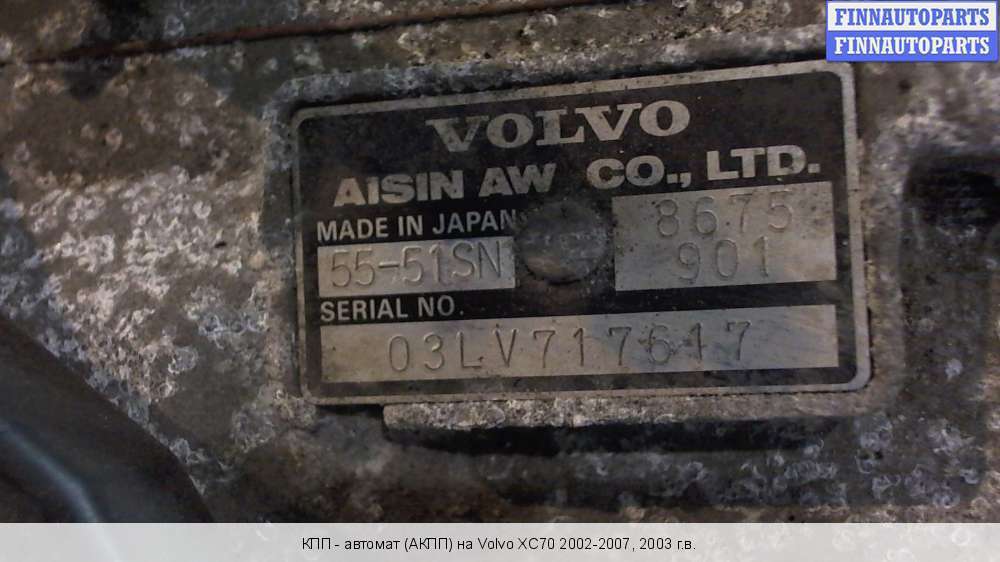 FINNAUTOPARTS
FINNAUTOPARTS
VOLVO
AISIN AW CO., LTD.
MADE IN JAPAN
8675
55-51SN
901
SERIAL NO.
03LV717617
КПП - автомат (АКПП) на Volvo XC70 2002-2007, 2003 г.в.